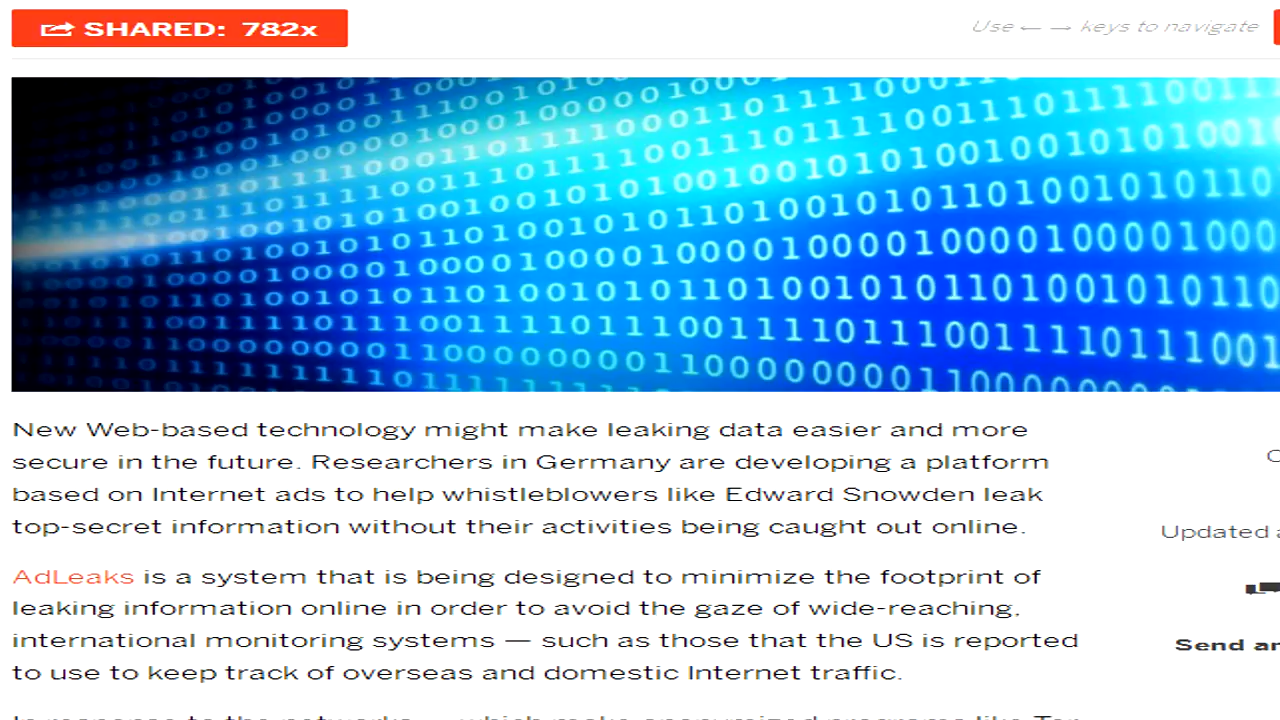 SHARED: 782x
Use ← → keys to navigate
New Web-based technology might make leaking data easier and more
secure in the future. Researchers in Germany are developing a platform
based on Internet ads to help whistleblowers like Edward Snowden leak
top-secret information without their activities being caught out online.
Updated
AdLeaks is a system that is being designed to minimize the footprint of
leaking information online in order to avoid the gaze of wide-reaching,
international monitoring systems — such as those that the US is reported
to use to keep track of overseas and domestic Internet traffic.
Send